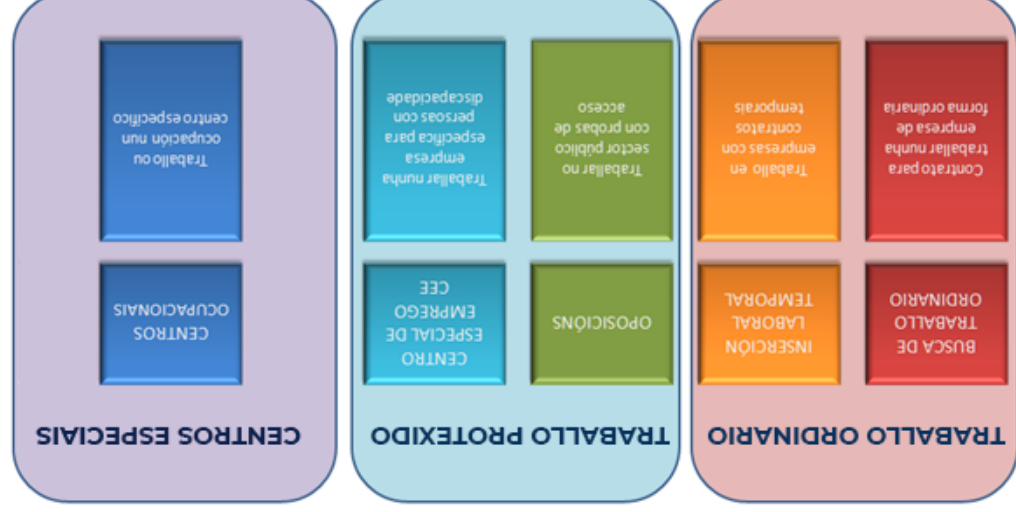 TRABALLO ORDINARIO
BUSCA DE
TRABALLO
ORDINARIO
Contrato para
traballar nunha
empresa de
forma ordinaria
INSERCIÓN
LABORAL
TEMPORAL
Traballo en
empresas con
contratos
temporais
TRABALLO PROTEXIDO
OPOSICIÓNS
Traballar no
sector público
con probas de
acceso
CENTRO
ESPECIAL DE
EMPREGO
CEE
Traballar nunha
empresa
específica para
persoas con
discapacidade
CENTROS ESPECIAIS
CENTROS
OCUPACIONAIS
Traballo ou
ocupación nun
centro específico